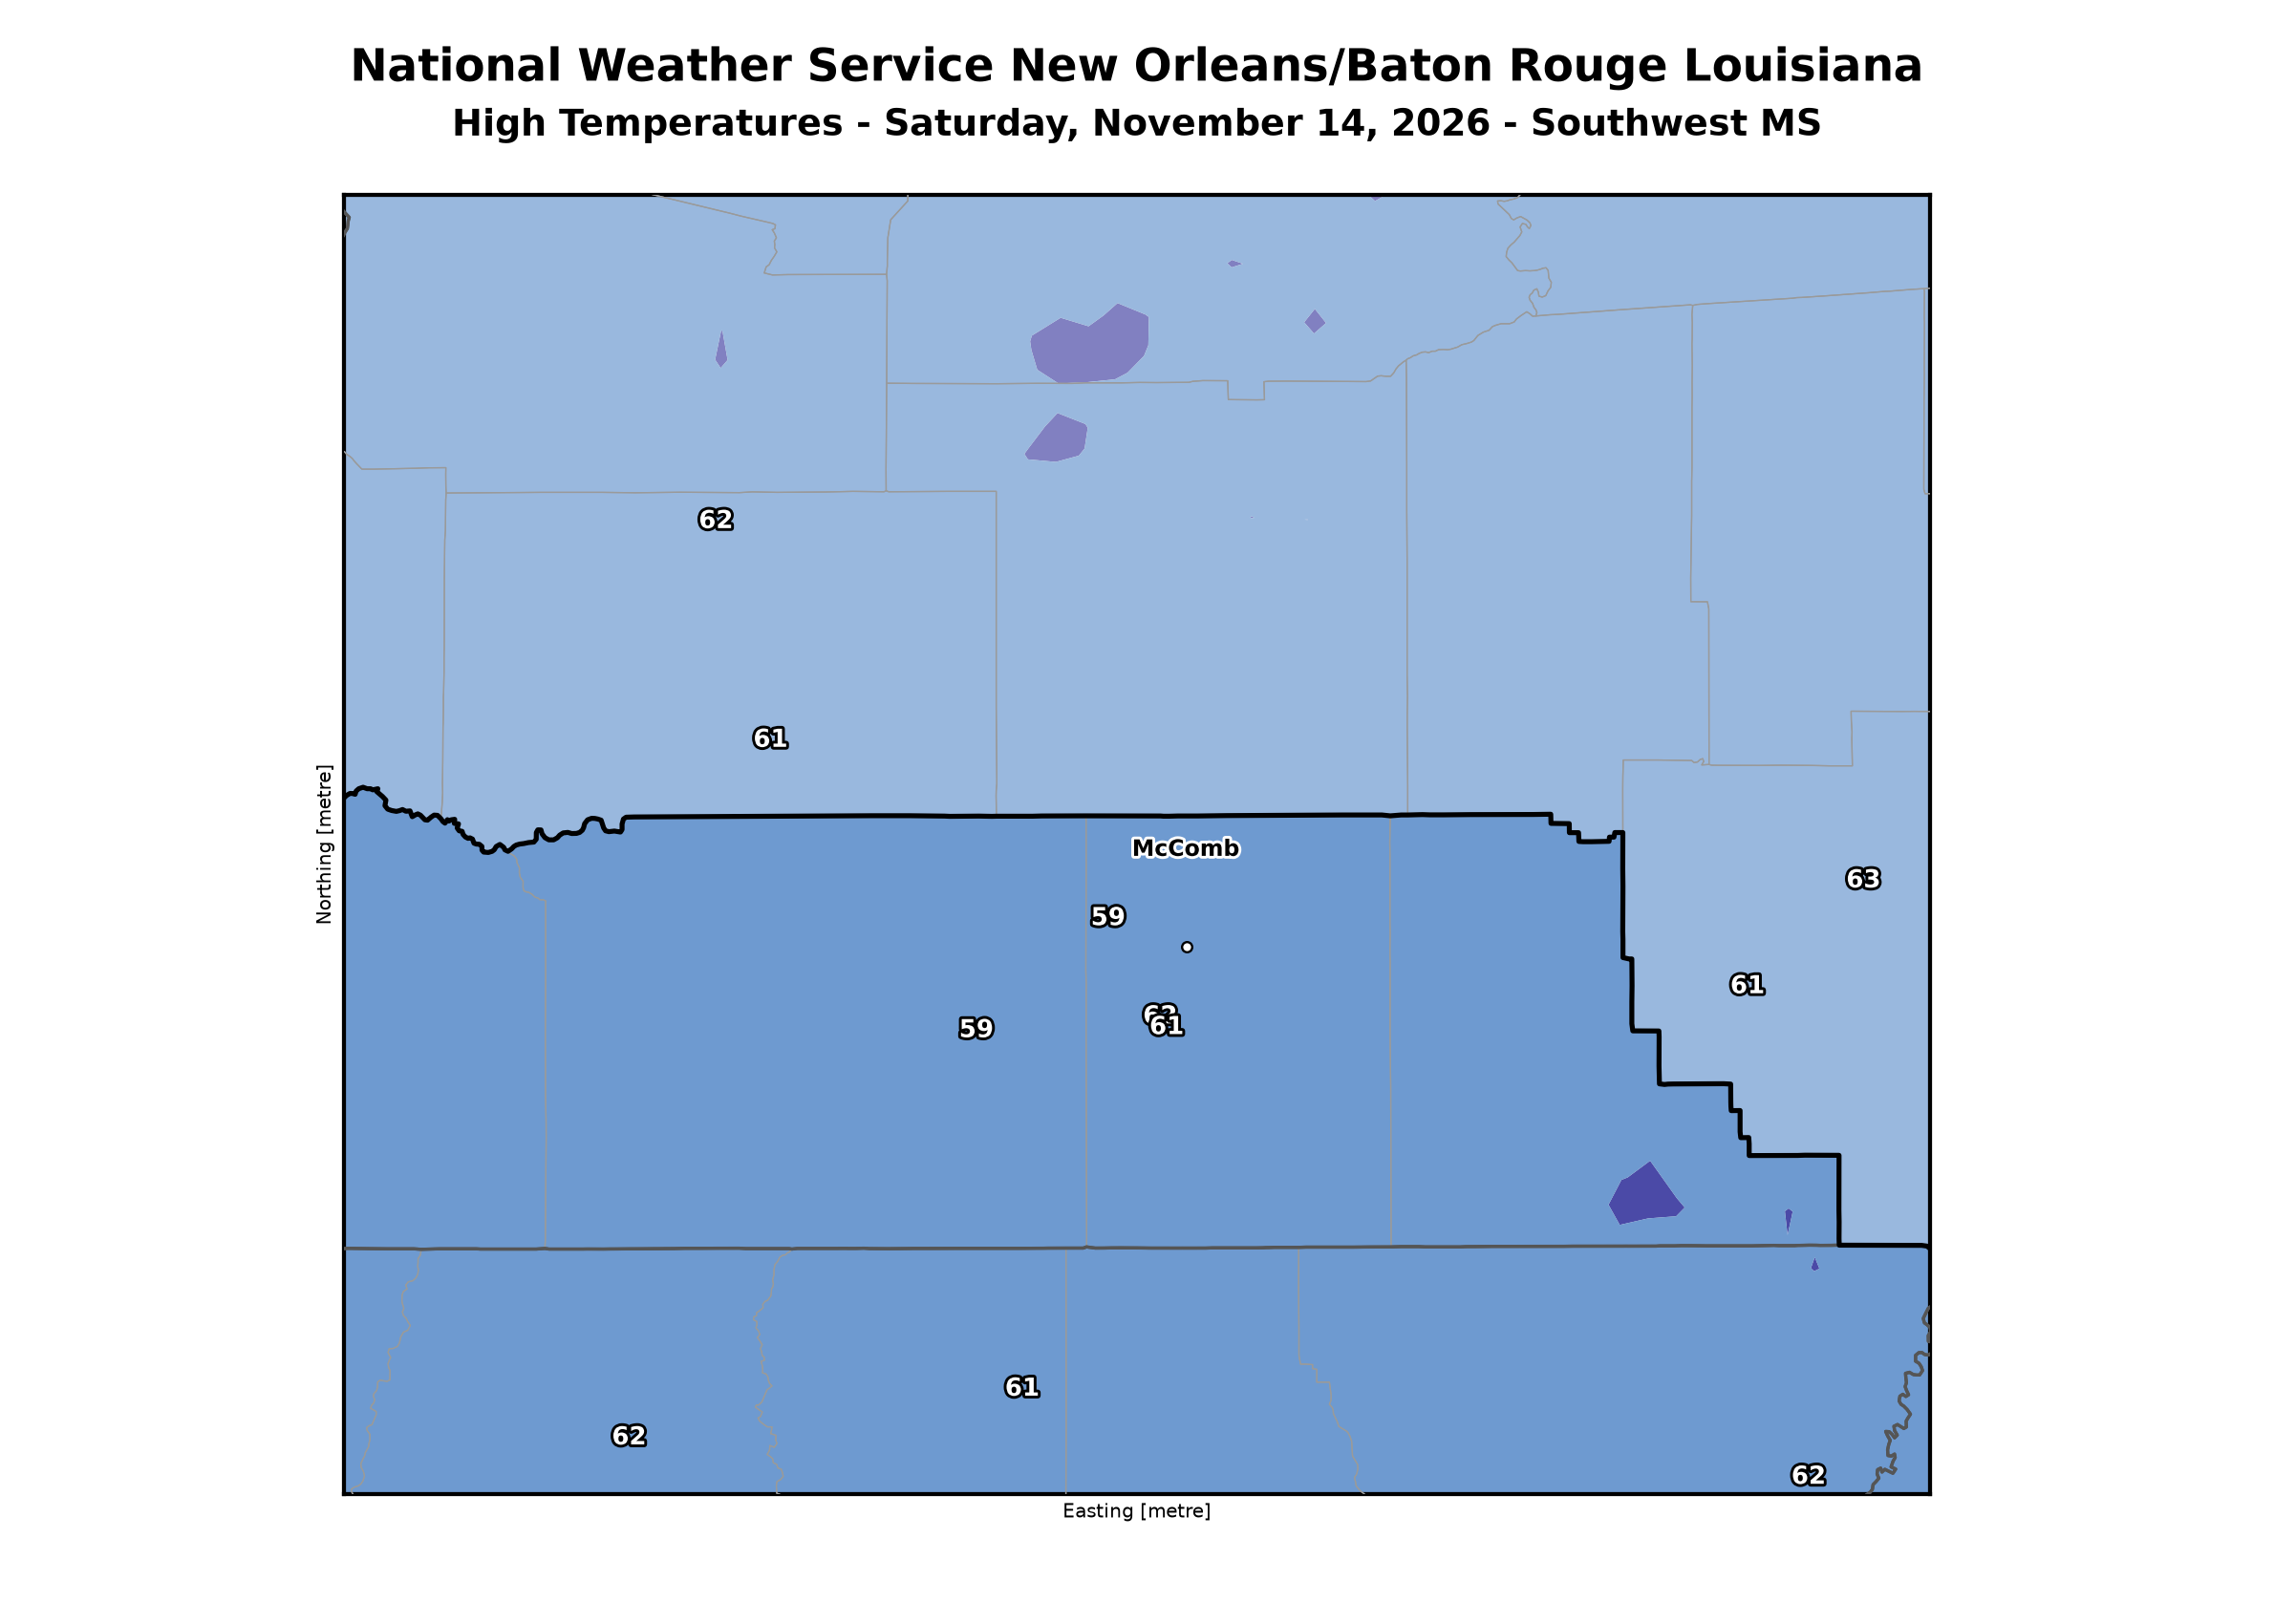 National Weather Service New Orleans/Baton Rouge Louisiana
High Temperatures - Saturday, November 14, 2026 - Southwest MS
62
61
McComb
63
59
61
59
61
61
62
62
Northing [metre]
Easting [metre]